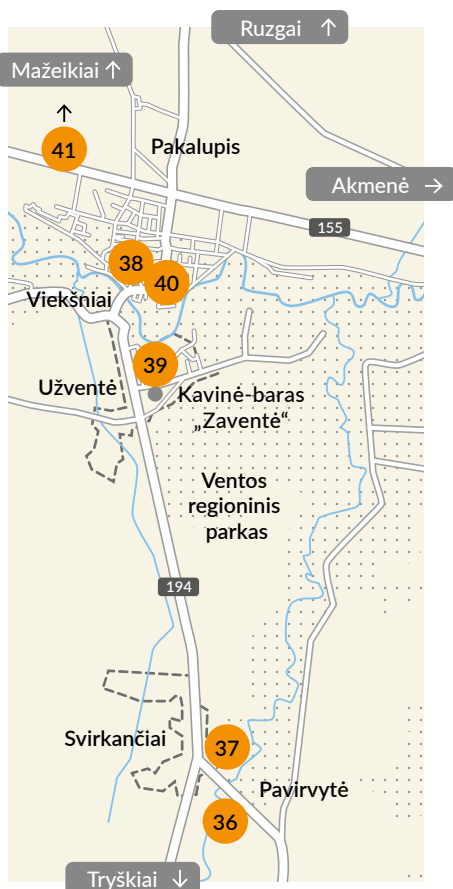 Ruzgai ↑
Mažeikiai ↑
↑
41
Pakalupis
Akmenė →
155
38
40
Viekšniai
39
Užventė
Kavinė-baras
„Zaventė“
Ventos
regioninis
parkas
194
Svirkančiai
37
Pavirvytė
36
Tryškiai ↓